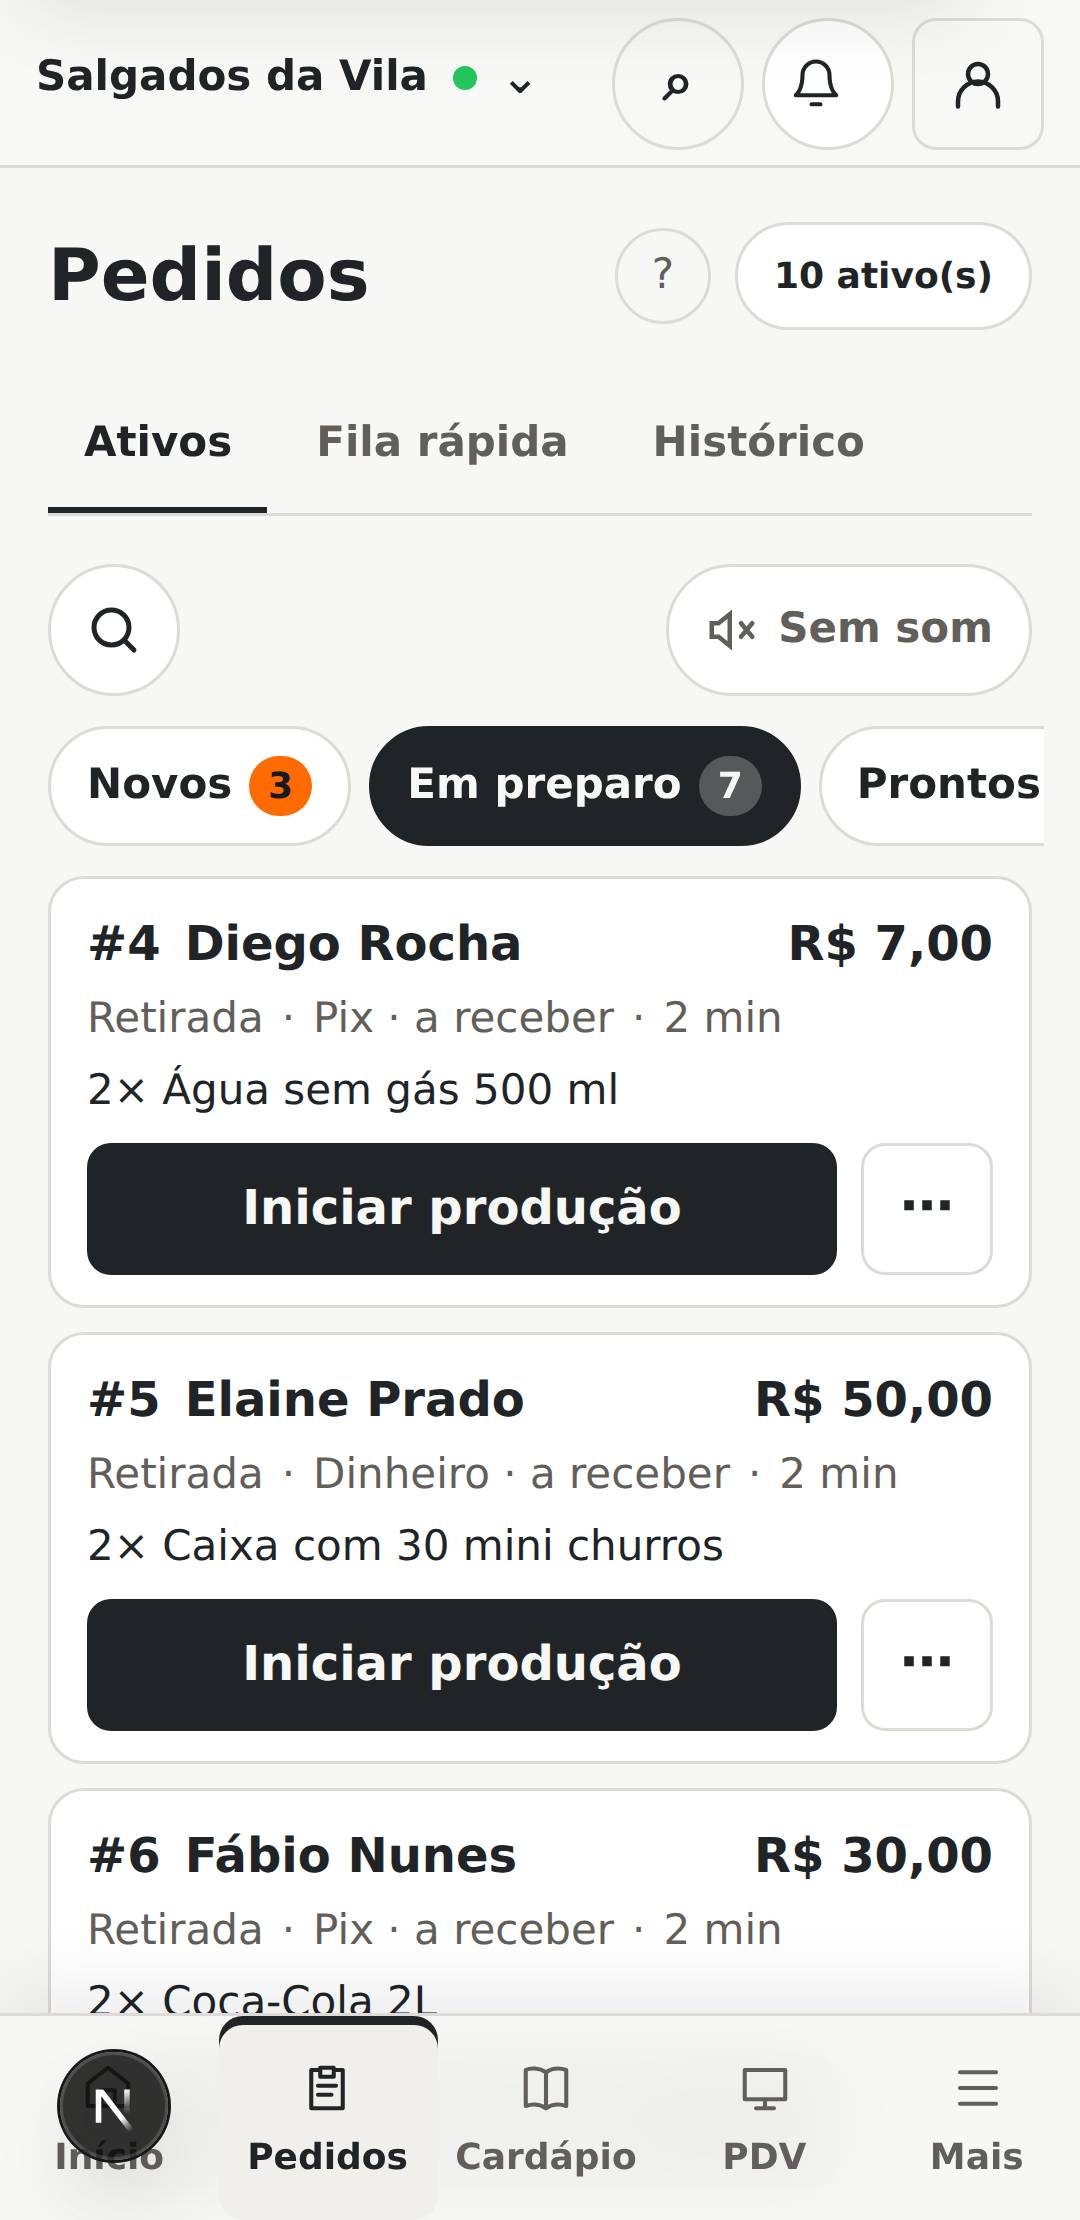 Salgados da Vila
Pedidos
?
10 ativo(s)
Ativos
Fila rápida
Histórico
Sem som
Novos 3
Em preparo 7
Prontos
#4 Diego Rocha R$ 7,00
Retirada · Pix · a receber · 2 min
2× Água sem gás 500 ml
Iniciar produção
...
#5 Elaine Prado R$ 50,00
Retirada · Dinheiro · a receber · 2 min
2× Caixa com 30 mini churros
Iniciar produção
...
#6 Fábio Nunes R$ 30,00
Retirada · Pix · a receber · 2 min
2× Coca-Cola 2L
N
Início
Pedidos
Cardápio
PDV
Mais